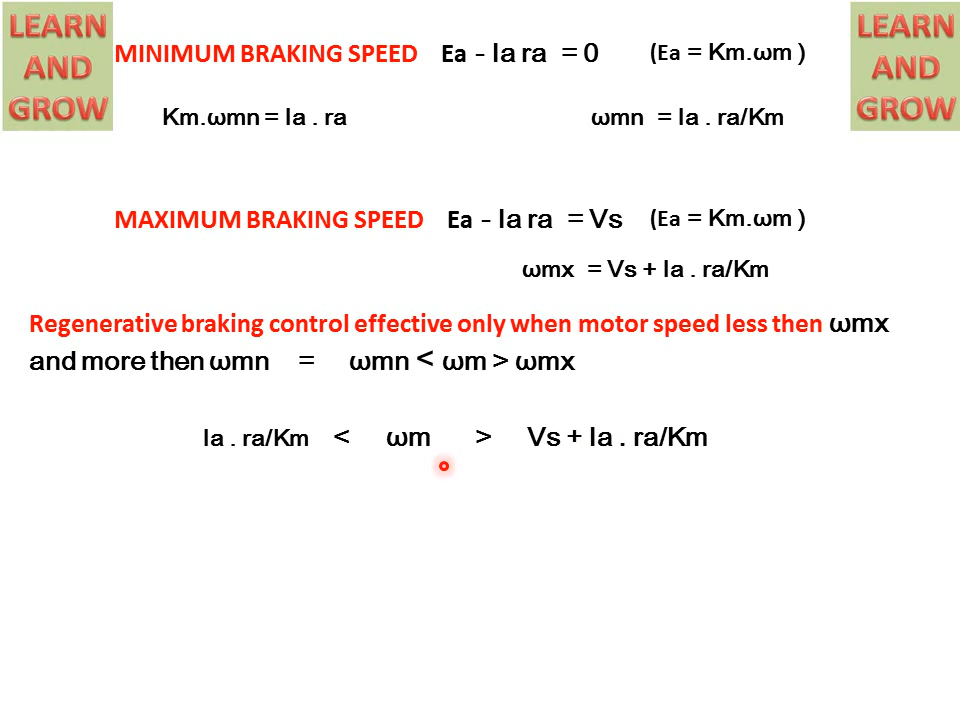 LEARN
AND
GROW
LEARN
AND
GROW
MINIMUM BRAKING SPEED Ea - Ia ra = 0 (Ea = Km.ωm )
Km.ωmn = Ia . ra ωmn = Ia . ra/Km
MAXIMUM BRAKING SPEED Ea - Ia ra = Vs (Ea = Km.ωm )
ωmx = Vs + Ia . ra/Km
Regenerative braking control effective only when motor speed less then ωmx
and more then ωmn = ωmn < ωm > ωmx
Ia . ra/Km < ωm > Vs + Ia . ra/Km